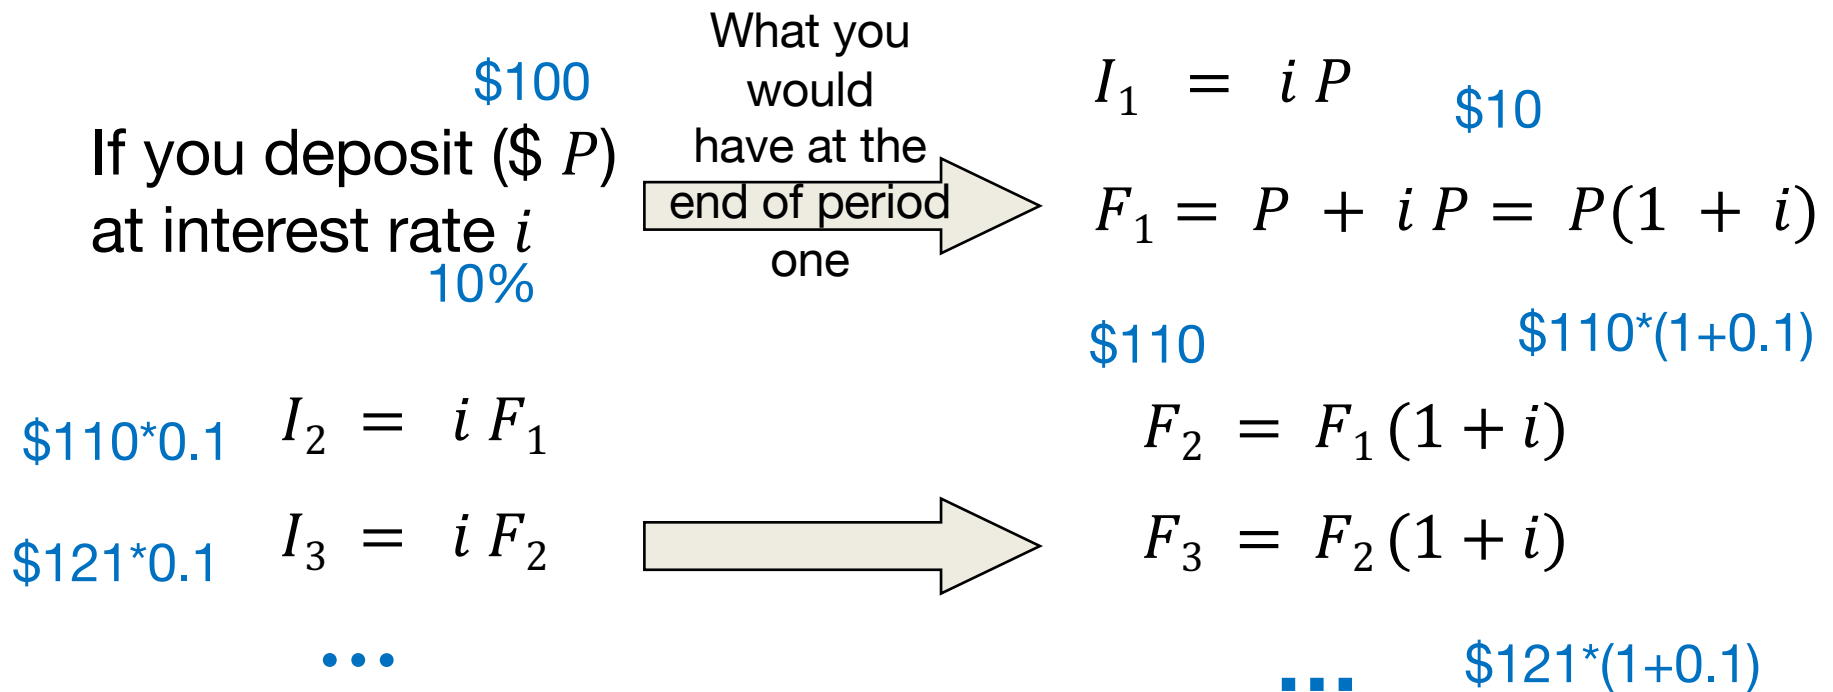 $100
If you deposit ($ P)
at interest rate i
10%
What you
would
have at the
end of period
one
I₁ = i P
$10
F₁ = P + i P = P(1 + i)
$110
$110*(1+0.1)
$110*0.1
I₂ = i F₁
F₂ = F₁ (1 + i)
$121*0.1
I₃ = i F₂
F₃ = F₂ (1 + i)
...
...
$121*(1+0.1)